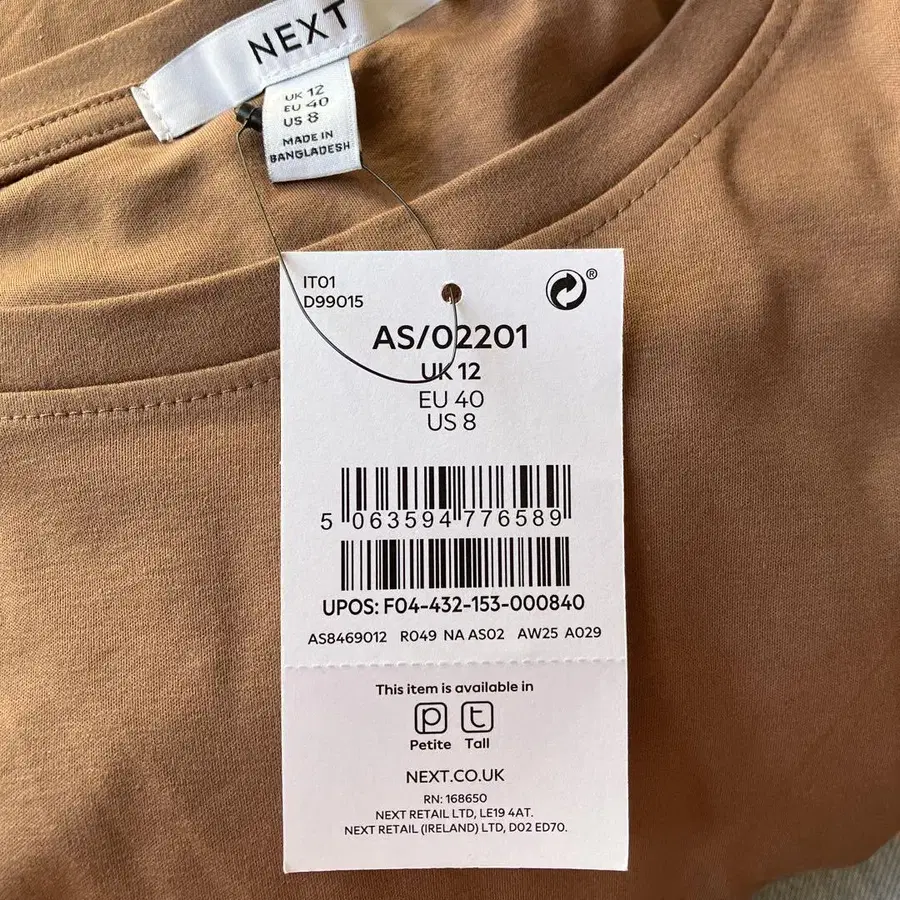 NEXT
UK 12
EU 40
US 8
MADE IN
BANGLADESH
IT01
D99015
®
AS/02201
UK 12
EU 40
US 8
5 063594 776589
UPOS: F04-432-153-000840
AS8469012 R049 NA AS02 AW25 A029
This item is available in
p t
Petite Tall
NEXT.CO.UK
RN: 168650
NEXT RETAIL LTD, LE19 4AT.
NEXT RETAIL (IRELAND) LTD, D02 ED70.